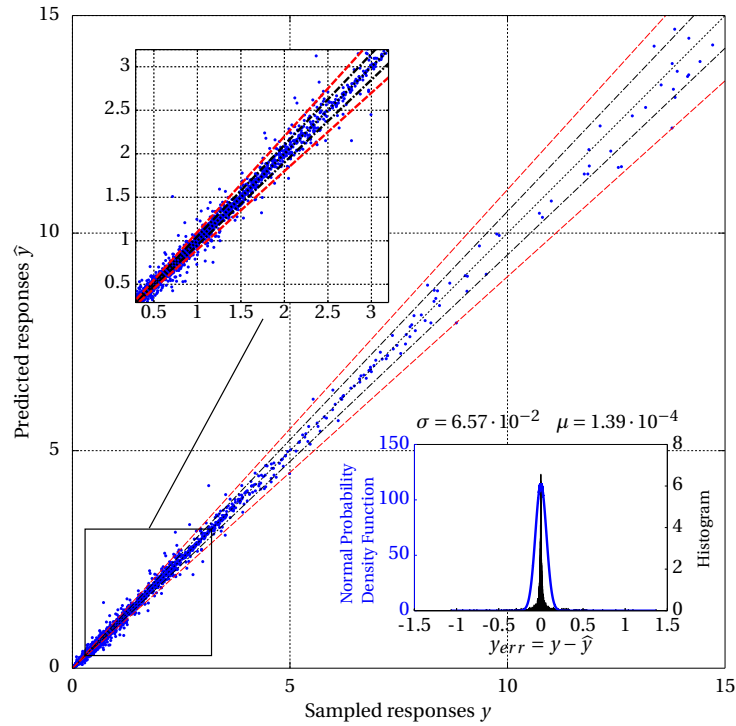 15
10
5
0
Predicted responses ŷ
0 5 10 15
Sampled responses y
3
2.5
2
1.5
1
0.5
0.5 1 1.5 2 2.5 3
σ = 6.57 · 10⁻² μ = 1.39 · 10⁻⁴
150
100
50
0
Normal Probability
Density Function
8
6
4
2
0
Histogram
-1.5 -1 -0.5 0 0.5 1 1.5
y_err = y − ŷ